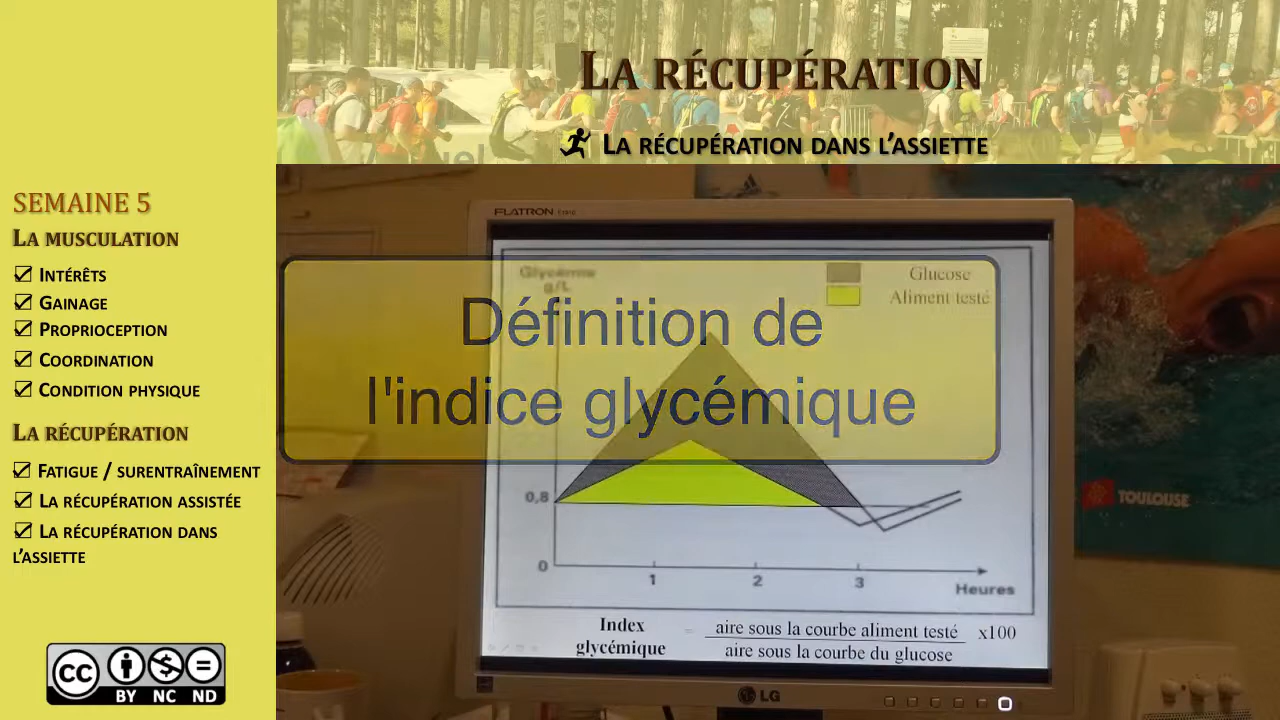 LA RÉCUPÉRATION
LA RÉCUPÉRATION DANS L'ASSIETTE
SEMAINE 5
LA MUSCULATION
INTÉRÊTS
GAINAGE
PROPRIOCEPTION
COORDINATION
CONDITION PHYSIQUE
LA RÉCUPÉRATION
FATIGUE / SURENTRAÎNEMENT
LA RÉCUPÉRATION ASSISTÉE
LA RÉCUPÉRATION DANS
L'ASSIETTE
CC BY NC ND
FLATRON
Glycémie
g/L
Glucose
Aliment testé
Définition de
l'indice glycémique
0,8
0
1 2 3
Heures
Index
glycémique
= aire sous la courbe aliment testé x100
aire sous la courbe du glucose
LG
TOULOUSE